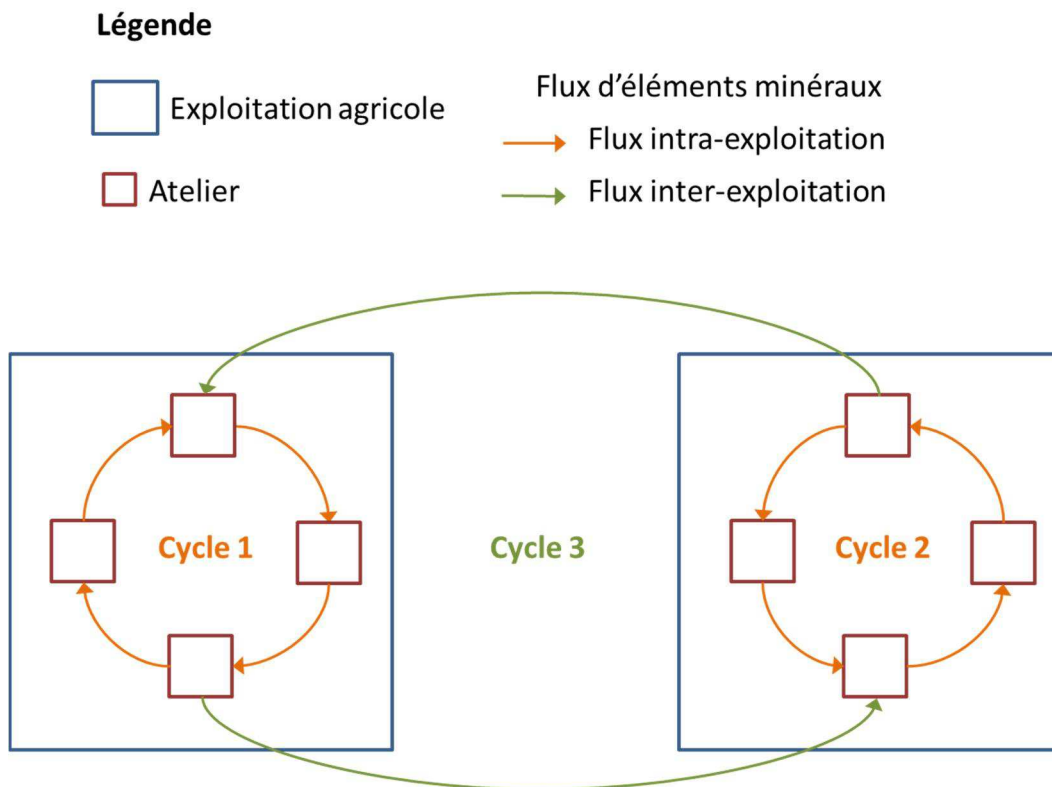 Légende
Exploitation agricole
Atelier
Flux d’éléments minéraux
Flux intra-exploitation
Flux inter-exploitation
Cycle 1
Cycle 3
Cycle 2